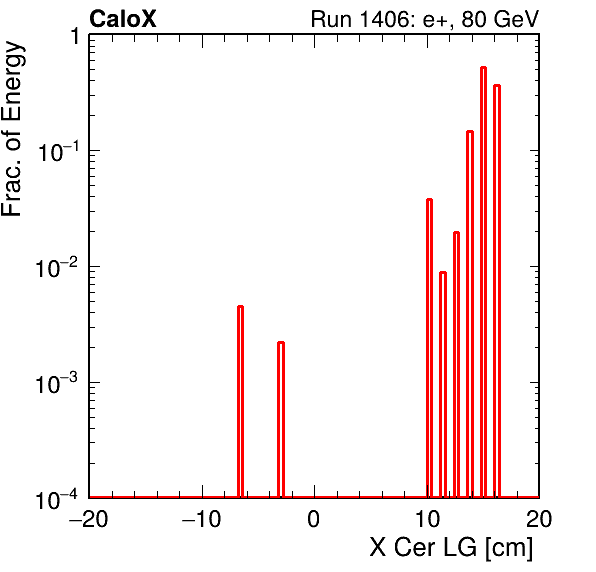 CaloX Run 1406: e+, 80 GeV
Frac. of Energy
1
10⁻¹
10⁻²
10⁻³
10⁻⁴
−20 −10 0 10 20
X Cer LG [cm]